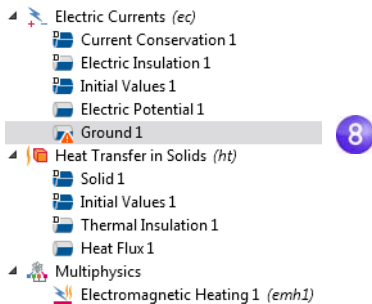 Electric Currents (ec)
Current Conservation 1
Electric Insulation 1
Initial Values 1
Electric Potential 1
Ground 1
8
Heat Transfer in Solids (ht)
Solid 1
Initial Values 1
Thermal Insulation 1
Heat Flux 1
Multiphysics
Electromagnetic Heating 1 (emh1)